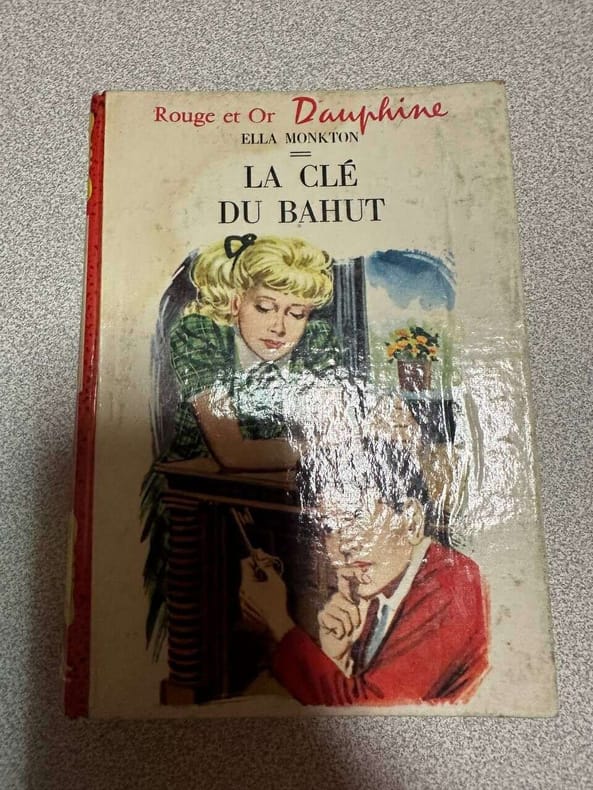 Rouge et Or Dauphine
ELLA MONKTON
LA CLÉ
DU BAHUT